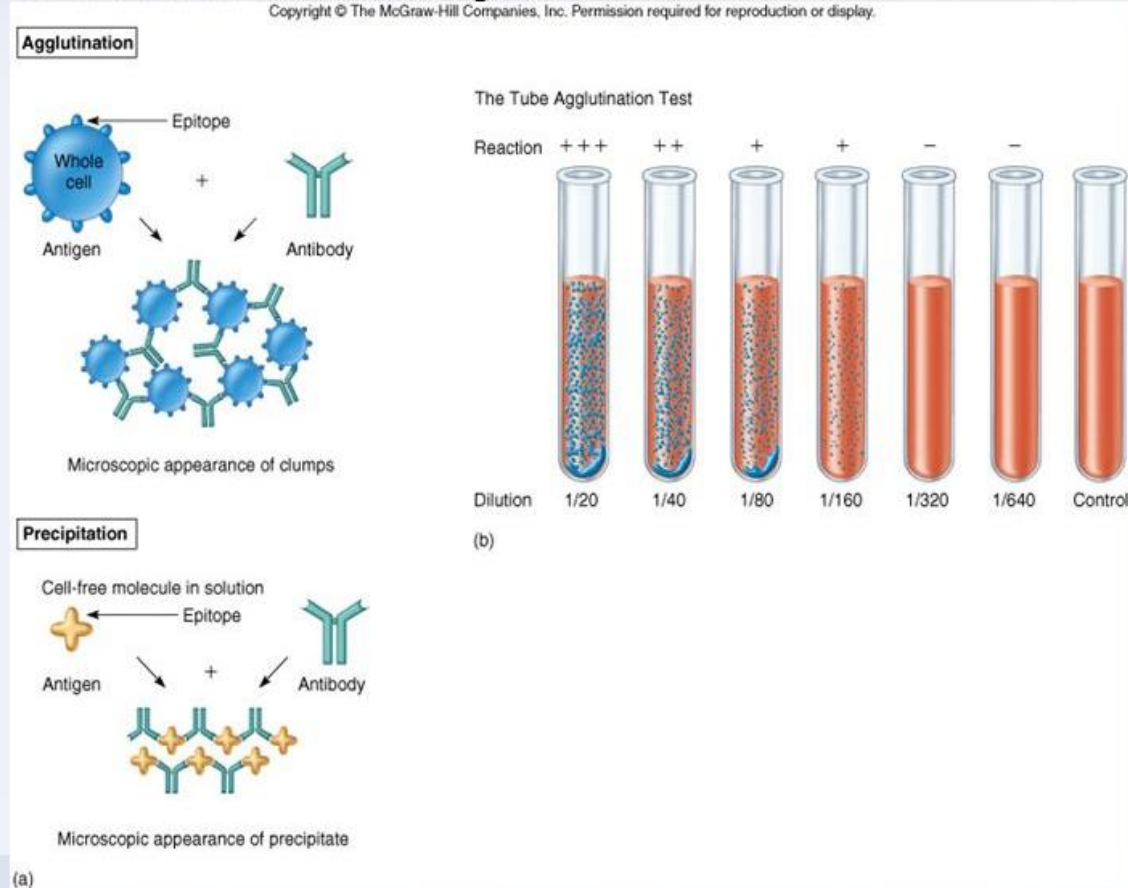 Copyright © The McGraw-Hill Companies, Inc. Permission required for reproduction or display.
Agglutination
Epitope
Whole
cell
+
Antigen
Antibody
Microscopic appearance of clumps
The Tube Agglutination Test
Reaction +++ ++ + + − −
Dilution 1/20 1/40 1/80 1/160 1/320 1/640 Control
(b)
Precipitation
Cell-free molecule in solution
Epitope
+
Antigen
Antibody
Microscopic appearance of precipitate
(a)